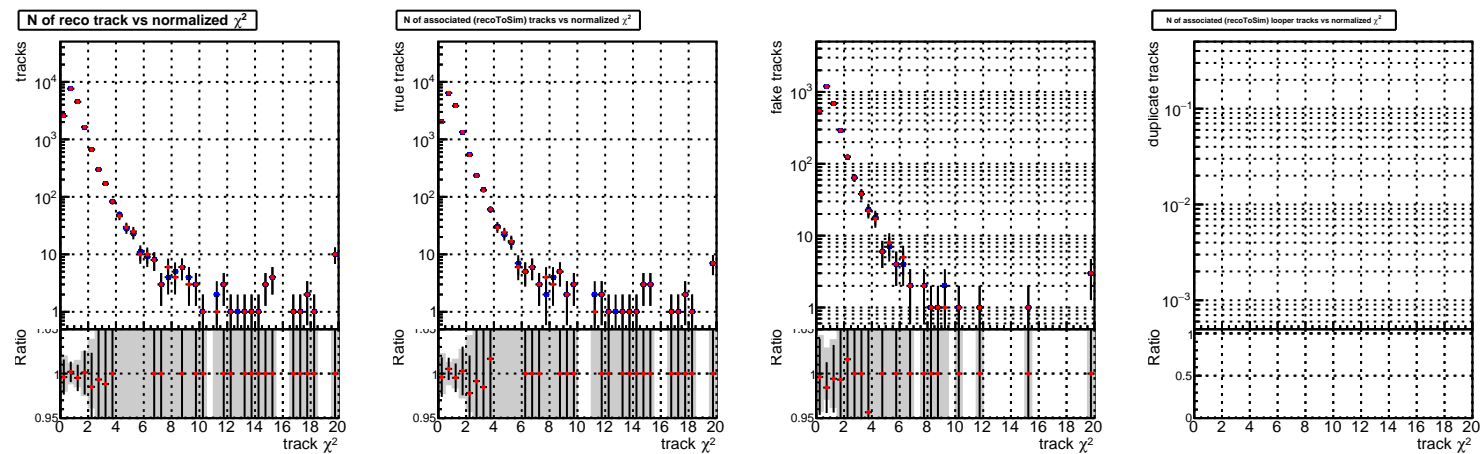 N of reco track vs normalized χ²
tracks
10⁴
10³
10²
10
1
Ratio
1.05
1
0.95
0 2 4 6 8 10 12 14 16 18 20
track χ²
N of associated (recoToSim) tracks vs normalized χ²
true tracks
10⁴
10³
10²
10
1
Ratio
1.05
1
0.95
0 2 4 6 8 10 12 14 16 18 20
track χ²
fake tracks
10³
10²
10
1
Ratio
1
0.95
0 2 4 6 8 10 12 14 16 18 20
track χ²
N of associated (recoToSim) looper tracks vs normalized χ²
duplicate tracks
10⁻¹
10⁻²
10⁻³
Ratio
1
0.5
0
0 2 4 6 8 10 12 14 16 18 20
track χ²